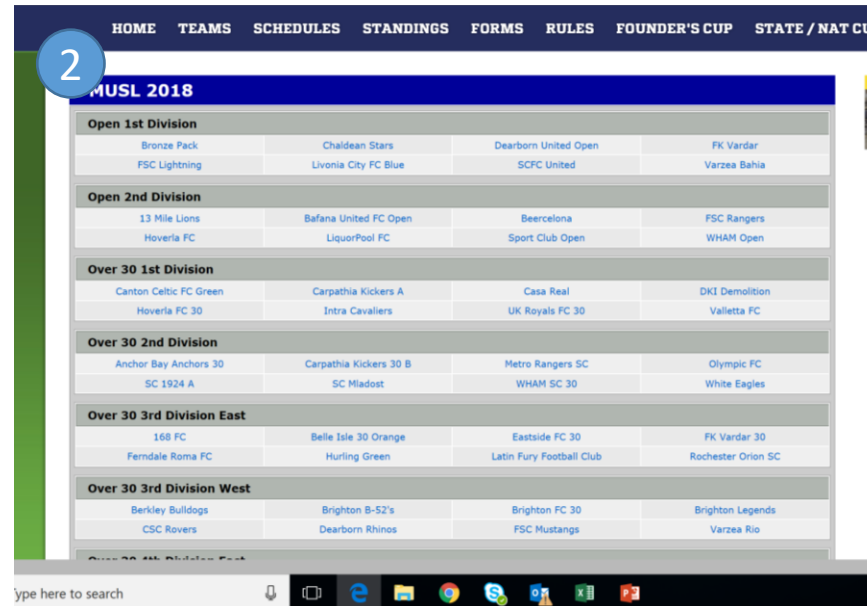 HOME TEAMS SCHEDULES STANDINGS FORMS RULES FOUNDER'S CUP STATE / NAT CU
2
MUSL 2018
Open 1st Division
Bronze Pack Chaldean Stars Dearborn United Open FK Vardar
FSC Lightning Livonia City FC Blue SCFC United Varzea Bahia
Open 2nd Division
13 Mile Lions Bafana United FC Open Beercelona FSC Rangers
Hoverla FC LiquorPool FC Sport Club Open WHAM Open
Over 30 1st Division
Canton Celtic FC Green Carpathia Kickers A Casa Real DKI Demolition
Hoverla FC 30 Intra Cavaliers UK Royals FC 30 Valletta FC
Over 30 2nd Division
Anchor Bay Anchors 30 Carpathia Kickers 30 B Metro Rangers SC Olympic FC
SC 1924 A SC Mladost WHAM SC 30 White Eagles
Over 30 3rd Division East
168 FC Belle Isle 30 Orange Eastside FC 30 FK Vardar 30
Ferndale Roma FC Hurling Green Latin Fury Football Club Rochester Orion SC
Over 30 3rd Division West
Berkley Bulldogs Brighton B-52's Brighton FC 30 Brighton Legends
CSC Rovers Dearborn Rhinos FSC Mustangs Varzea Rio
Over 30 4th Division East
ype here to search